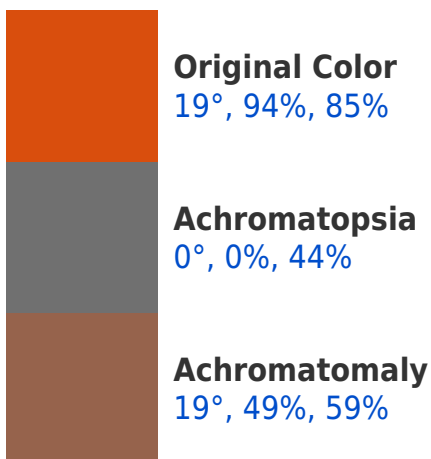 Original Color
19°, 94%, 85%
Achromatopsia
0°, 0%, 44%
Achromatomaly
19°, 49%, 59%